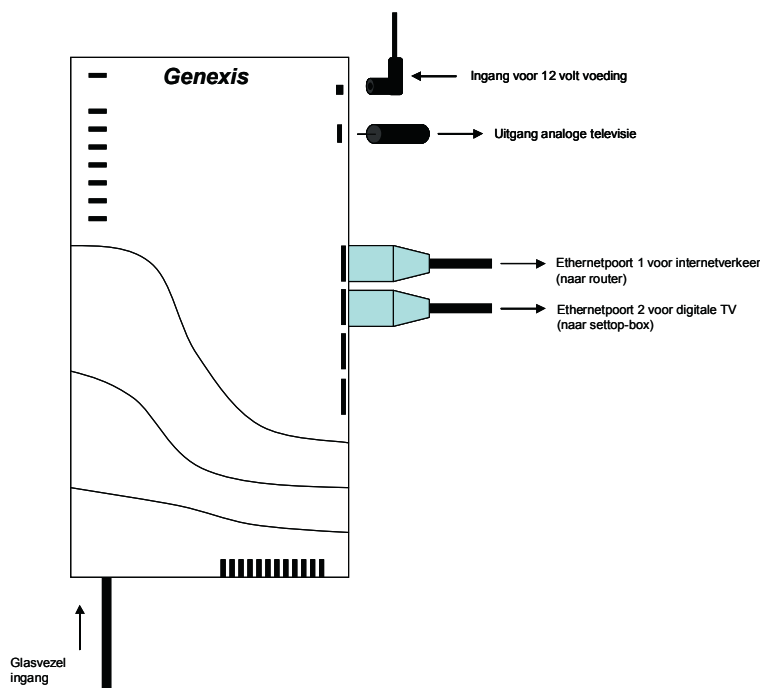 Genexis
Ingang voor 12 volt voeding
Uitgang analoge televisie
Ethernetpoort 1 voor internetverkeer
(naar router)
Ethernetpoort 2 voor digitale TV
(naar settop-box)
Glasvezel
ingang